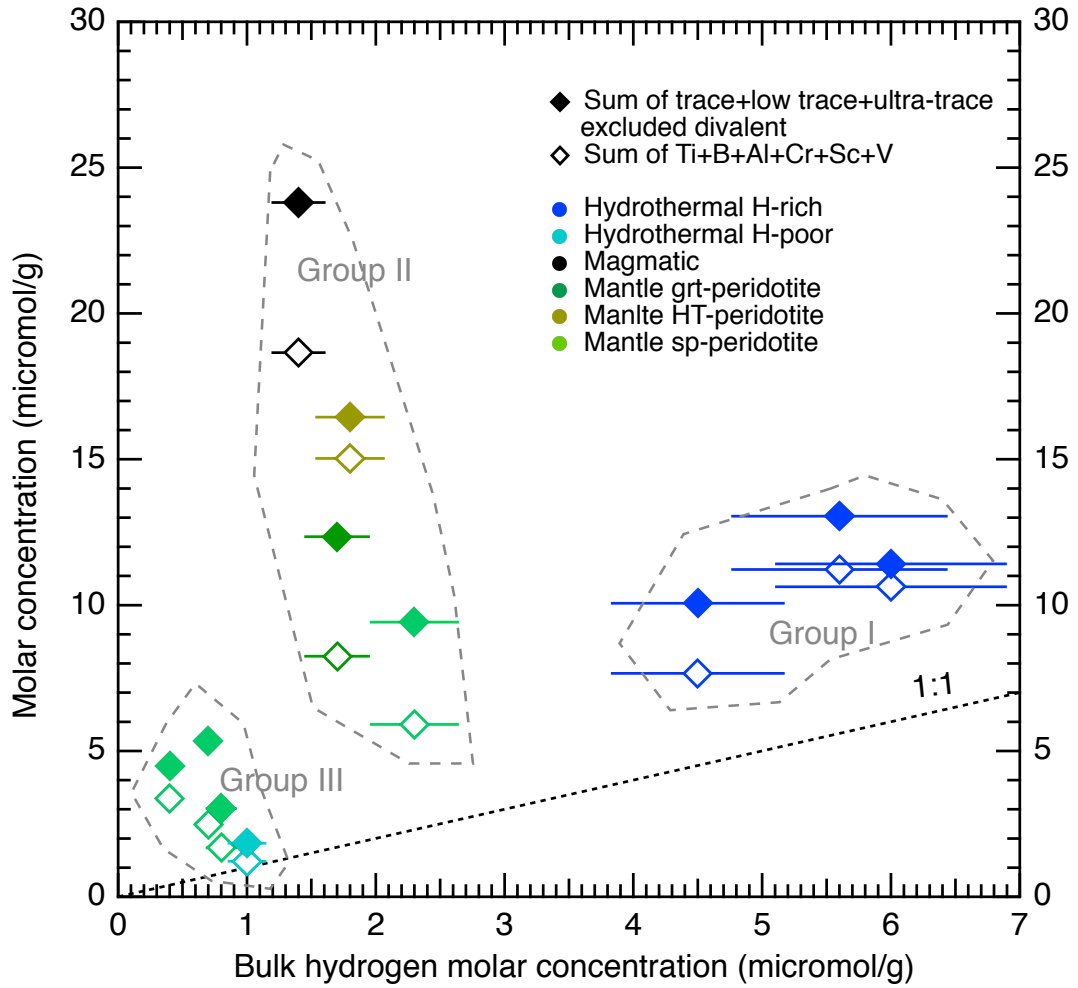 30
25
20
15
10
5
0
Molar concentration (micromol/g)
30
25
20
15
10
5
0
Sum of trace+low trace+ultra-trace
excluded divalent
Sum of Ti+B+Al+Cr+Sc+V
Hydrothermal H-rich
Hydrothermal H-poor
Magmatic
Mantle grt-peridotite
Manlte HT-peridotite
Mantle sp-peridotite
Group II
Group I
1:1
Group III
0 1 2 3 4 5 6 7
Bulk hydrogen molar concentration (micromol/g)